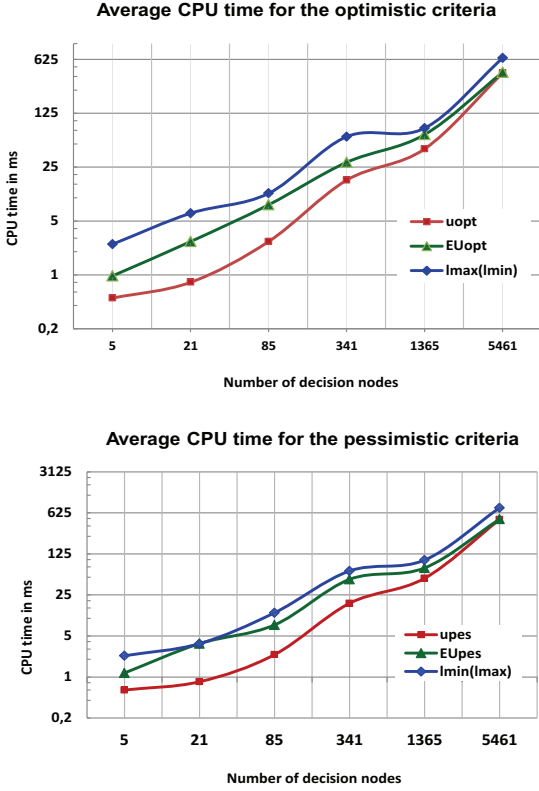 Average CPU time for the optimistic criteria
625
125
25
5
1
0,2
CPU time in ms
uopt
EUopt
lmax(lmin)
5 21 85 341 1365 5461
Number of decision nodes
Average CPU time for the pessimistic criteria
3125
625
125
25
5
1
0,2
CPU time in ms
upes
EUpes
lmin(lmax)
5 21 85 341 1365 5461
Number of decision nodes